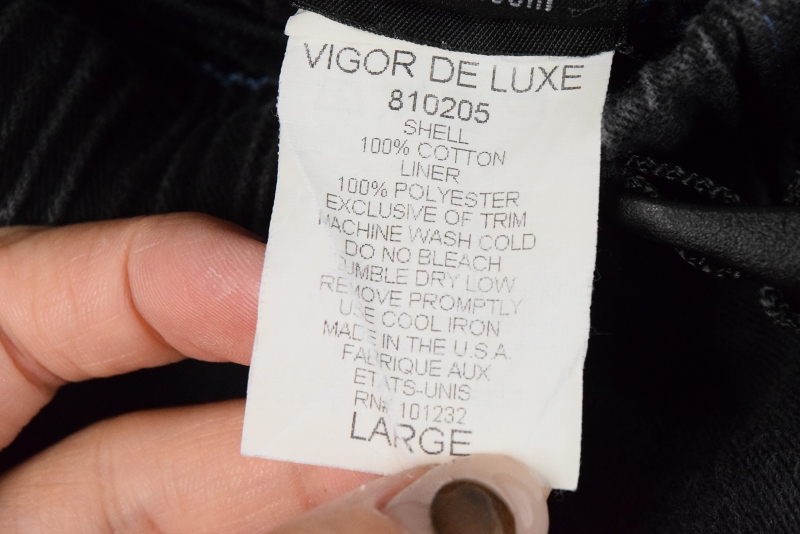 VIGOR DE LUXE
810205
SHELL
100% COTTON
LINER
100% POLYESTER
EXCLUSIVE OF TRIM
MACHINE WASH COLD
DO NO BLEACH
UMBLE DRY LOW
REMOVE PROMPTLY
USE COOL IRON
MADE IN THE U.S.A.
FABRIQUE AUX
ETATS-UNIS
RN# 101232
LARGE